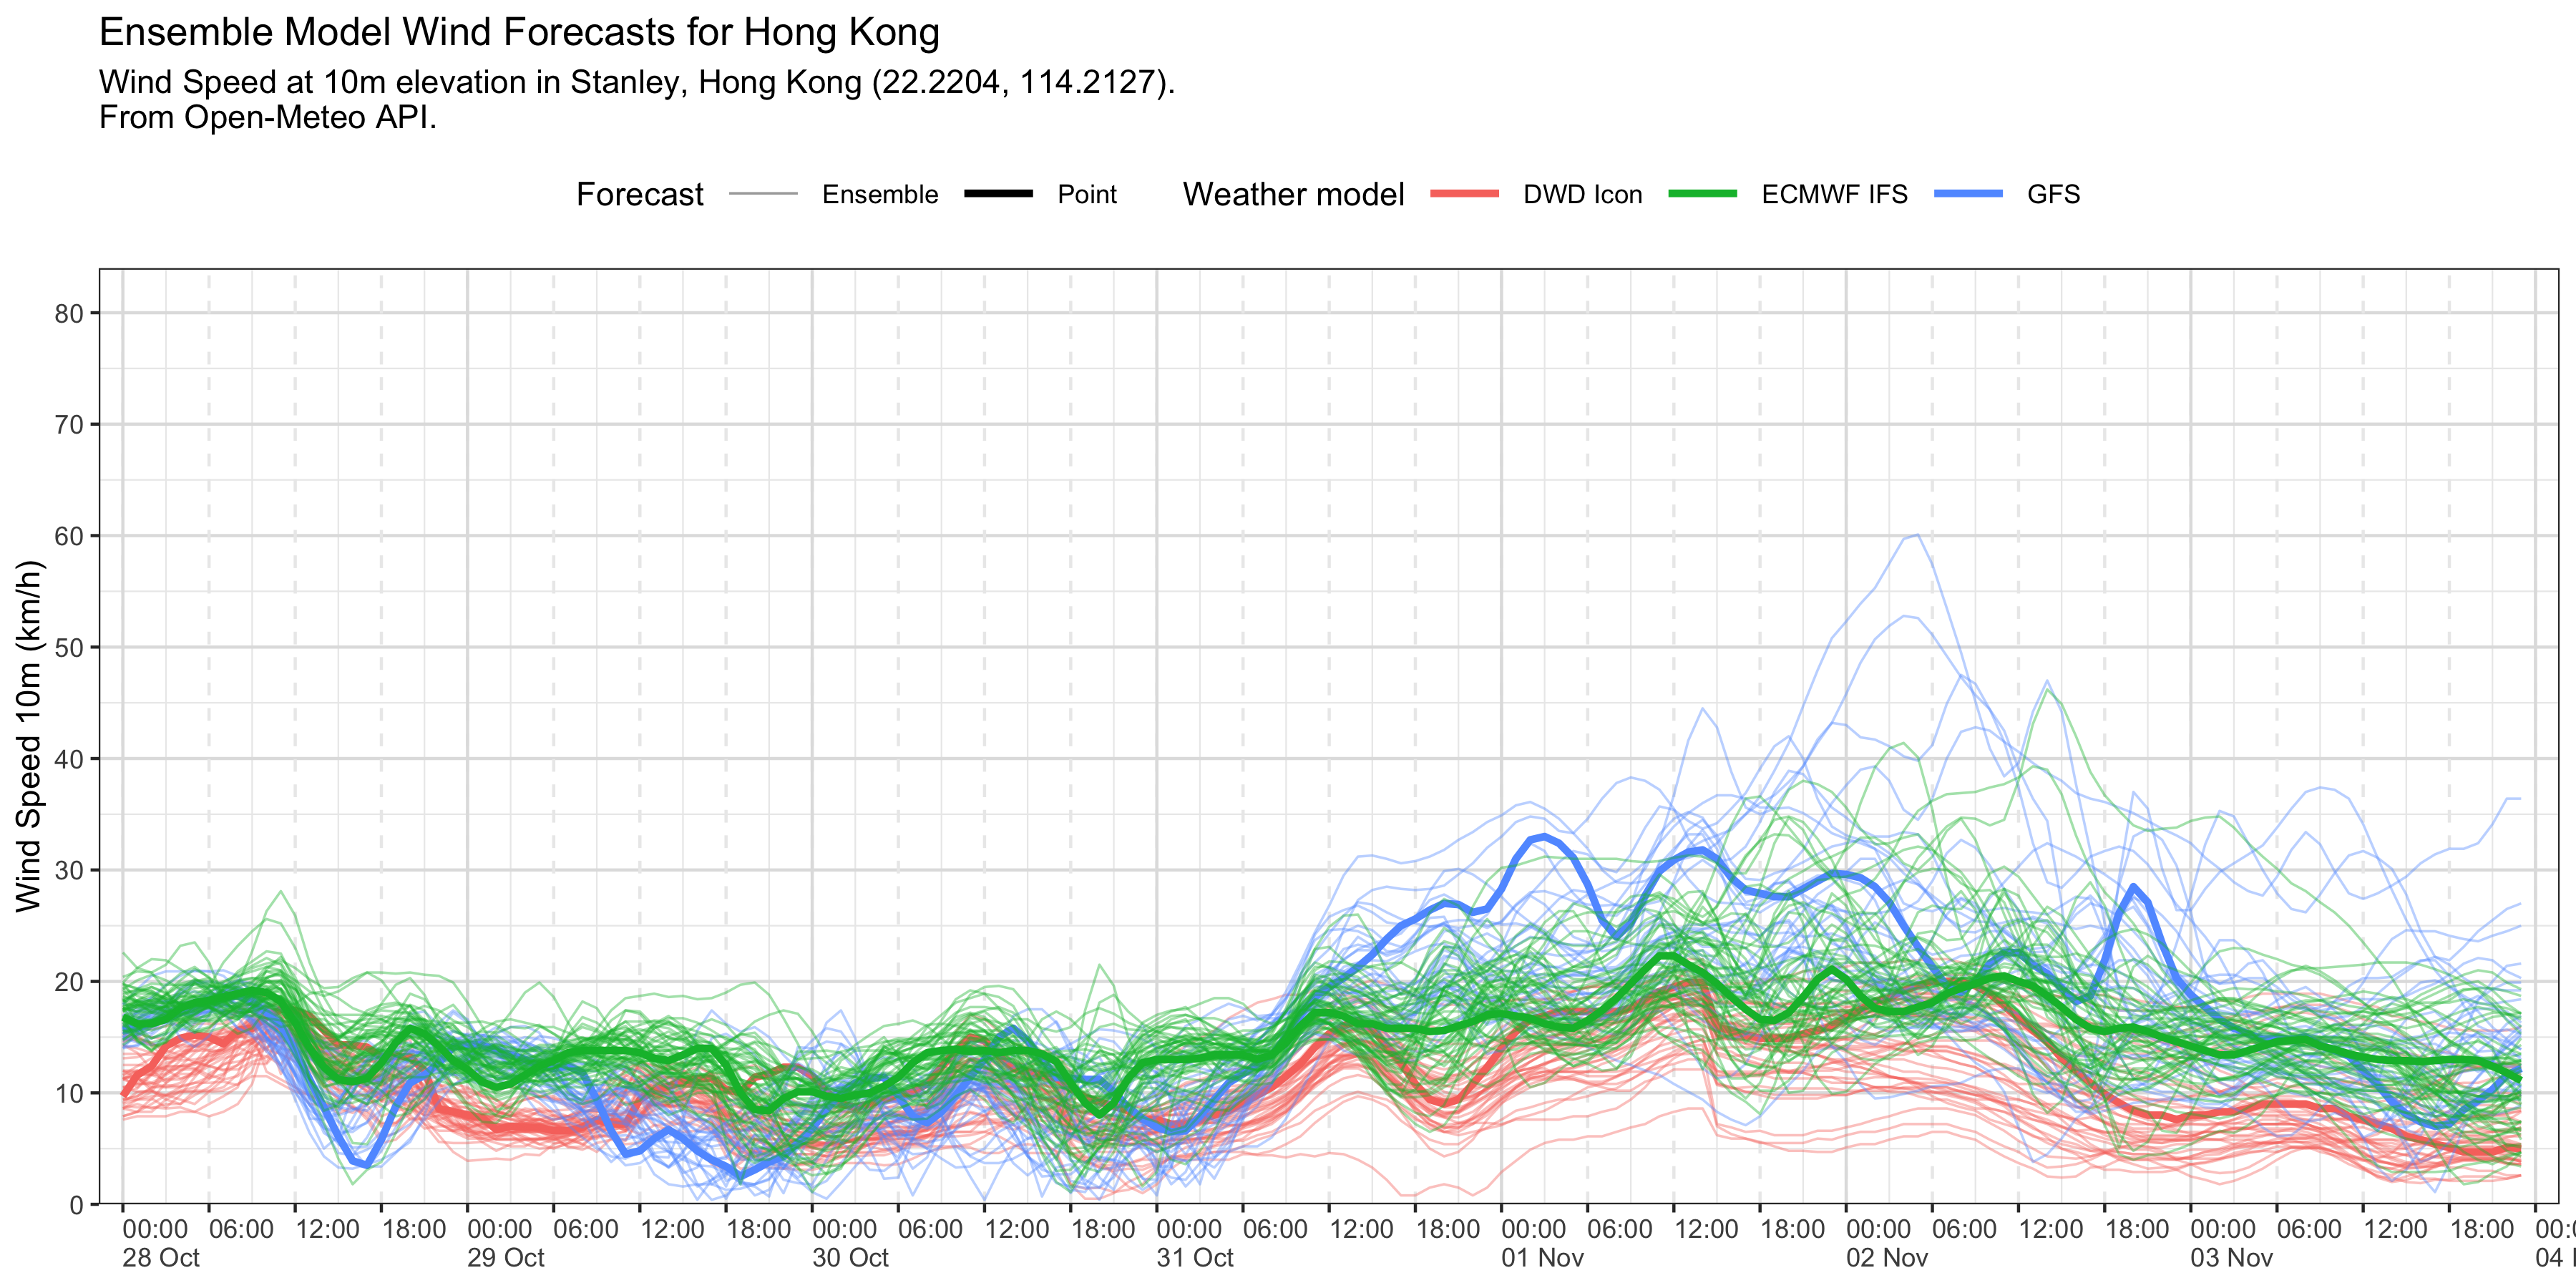 Ensemble Model Wind Forecasts for Hong Kong
Wind Speed at 10m elevation in Stanley, Hong Kong (22.2204, 114.2127).
From Open-Meteo API.
Forecast Ensemble Point Weather model DWD Icon ECMWF IFS GFS
Wind Speed 10m (km/h)
80
70
60
50
40
30
20
10
0
00:00 06:00 12:00 18:00 00:00 06:00 12:00 18:00 00:00 06:00 12:00 18:00 00:00 06:00 12:00 18:00 00:00 06:00 12:00 18:00 00:00 06:00 12:00 18:00 00:00 06:00 12:00 18:00
28 Oct 29 Oct 30 Oct 31 Oct 01 Nov 02 Nov 03 Nov 04